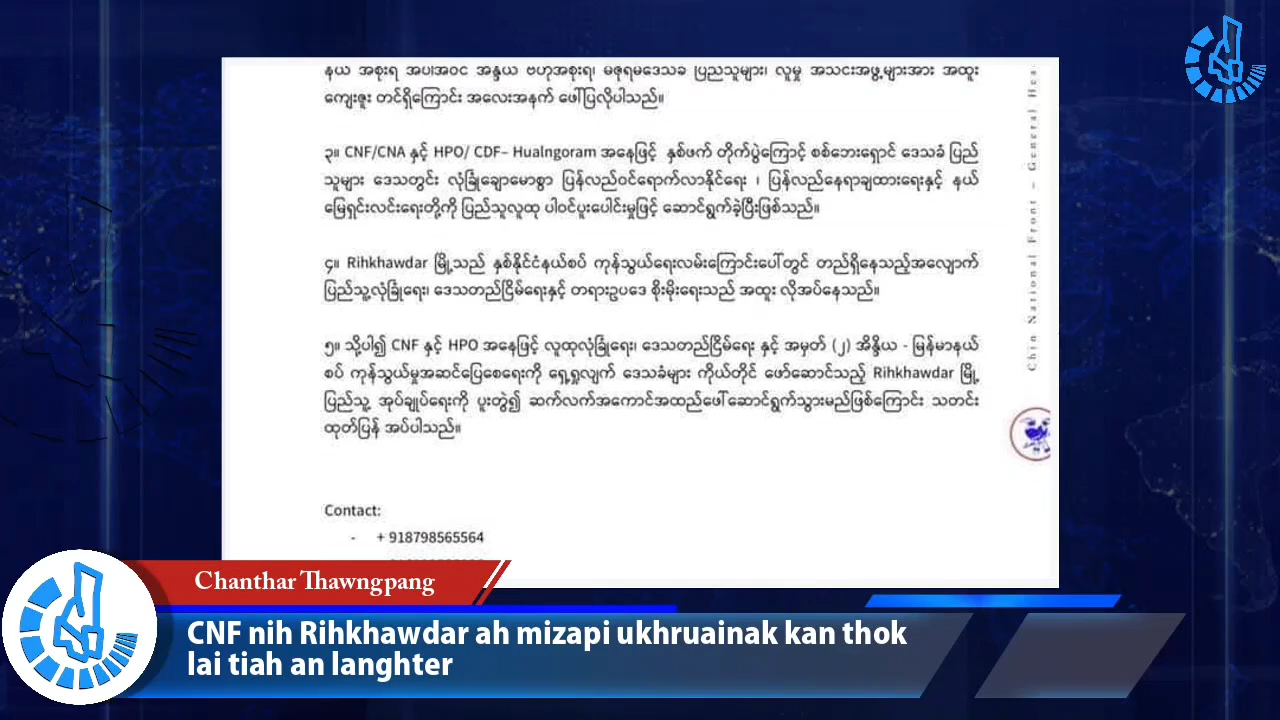 နယ် အစိုးရ အပါအဝင် အိန္ဒိယ ဗဟိုအစိုးရ၊ မီဇိုရမ်ဒေသခံ ပြည်သူများ၊ လူမှု အသင်းအဖွဲ့များအား အထူး
ကျေးဇူး တင်ရှိကြောင်း အလေးအနက် ဖေါ်ပြလိုပါသည်။
၃။ CNF/CNA နှင့် HPO/ CDF– Hualngoram အနေဖြင့် နှစ်ဖက် တိုက်ပွဲကြောင့် စစ်ဘေးရှောင် ဒေသခံ ပြည်
သူများ ဒေသတွင်း လုံခြုံချောမောစွာ ပြန်လည်ဝင်ရောက်လာနိုင်ရေး ၊ ပြန်လည်နေရာချထားရေးနှင့် နယ်
မြေရှင်းလင်းရေးတို့ကို ပြည်သူလူထု ပါဝင်ပူးပေါင်းမှုဖြင့် ဆောင်ရွက်ခဲ့ပြီးဖြစ်သည်။
၄။ Rihkhawdar မြို့သည် နှစ်နိုင်ငံနယ်စပ် ကုန်သွယ်ရေးလမ်းကြောင်းပေါ်တွင် တည်ရှိနေသည့်အလျောက်
ပြည်သူ့လုံခြုံရေး၊ ဒေသတည်ငြိမ်ရေးနှင့် တရားဥပဒေ စိုးမိုးရေးသည် အထူး လိုအပ်နေသည်။
၅။ သို့ပါ၍ CNF နှင့် HPO အနေဖြင့် လူထုလုံခြုံရေး၊ ဒေသတည်ငြိမ်ရေး နှင့် အမှတ် (၂) အိန္ဒိယ - မြန်မာနယ်
စပ် ကုန်သွယ်မှုအဆင်ပြေစေရေးကို ရှေ့ရှုလျက် ဒေသခံများ ကိုယ်တိုင် ဖော်ဆောင်သည့် Rihkhawdar မြို့
ပြည်သူ့ အုပ်ချုပ်ရေးကို ပူးတွဲ၍ ဆက်လက်အကောင်အထည်ဖေါ်ဆောင်ရွက်သွားမည်ဖြစ်ကြောင်း သတင်း
ထုတ်ပြန် အပ်ပါသည်။
Contact:
- + 918798565564
Chin National Front – General Hea
Chanthar Thawngpang
CNF nih Rihkhawdar ah mizapi ukhruainak kan thok
lai tiah an langhter